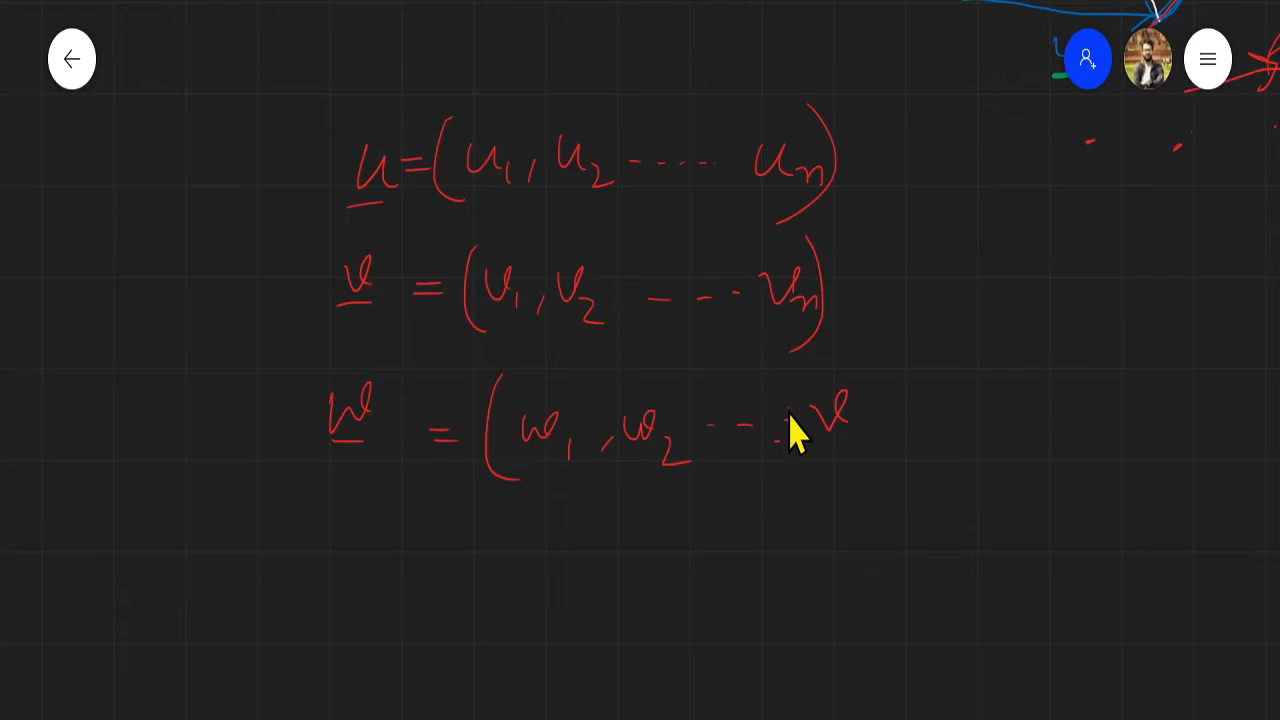 u = (u₁, u₂ ------ uₙ)
v = (v₁, v₂ --- vₙ)
w = (w₁, w₂ --- v